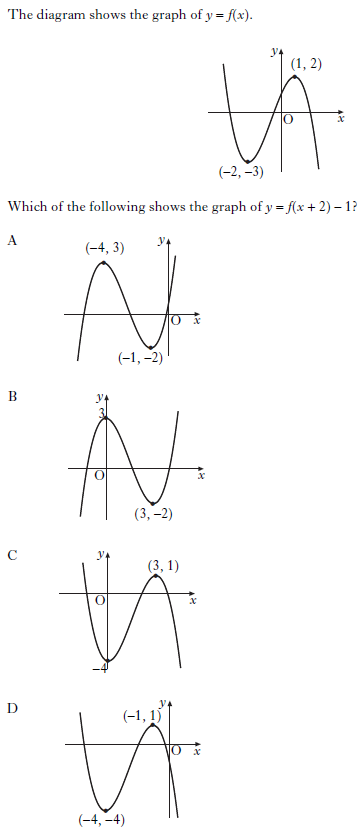 The diagram shows the graph of y = f(x).
y
(1, 2)
O
x
(–2, –3)
Which of the following shows the graph of y = f(x + 2) – 1?
A
(–4, 3)
y
O
x
(–1, –2)
B
y
3
O
x
(3, –2)
C
y
(3, 1)
O
x
–4
D
y
(–1, 1)
O
x
(–4, –4)